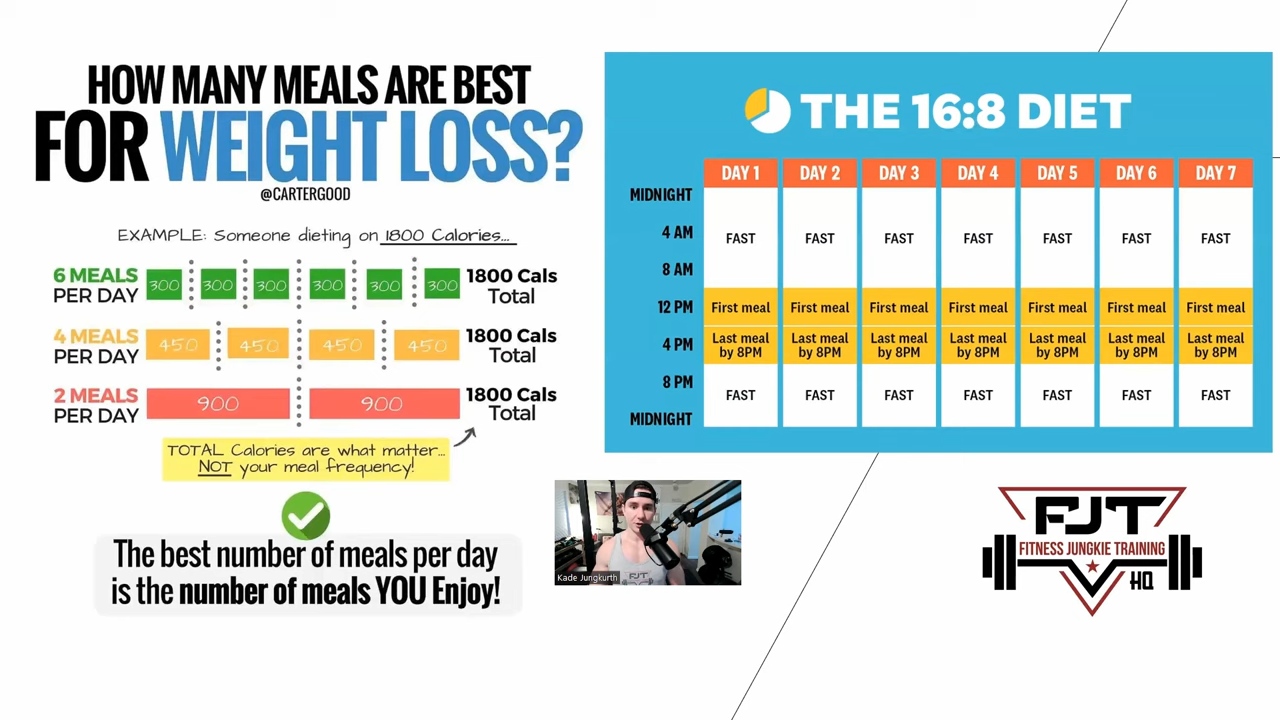 HOW MANY MEALS ARE BEST
FOR WEIGHT LOSS?
@CARTERGOOD
EXAMPLE: Someone dieting on 1800 Calories...
6 MEALS
PER DAY
300 300 300 300 300 300
1800 Cals
Total
4 MEALS
PER DAY
450 450 450 450
1800 Cals
Total
2 MEALS
PER DAY
900 900
1800 Cals
Total
TOTAL Calories are what matter...
NOT your meal frequency!
The best number of meals per day
is the number of meals YOU Enjoy!
THE 16:8 DIET
DAY 1 DAY 2 DAY 3 DAY 4 DAY 5 DAY 6 DAY 7
MIDNIGHT
4 AM FAST FAST FAST FAST FAST FAST FAST
8 AM
12 PM First meal First meal First meal First meal First meal First meal First meal
4 PM Last meal Last meal Last meal Last meal Last meal Last meal Last meal
by 8PM by 8PM by 8PM by 8PM by 8PM by 8PM by 8PM
8 PM FAST FAST FAST FAST FAST FAST FAST
MIDNIGHT
FJT
Kade Jungkurth
FJT
FITNESS JUNGKIE TRAINING
HQ